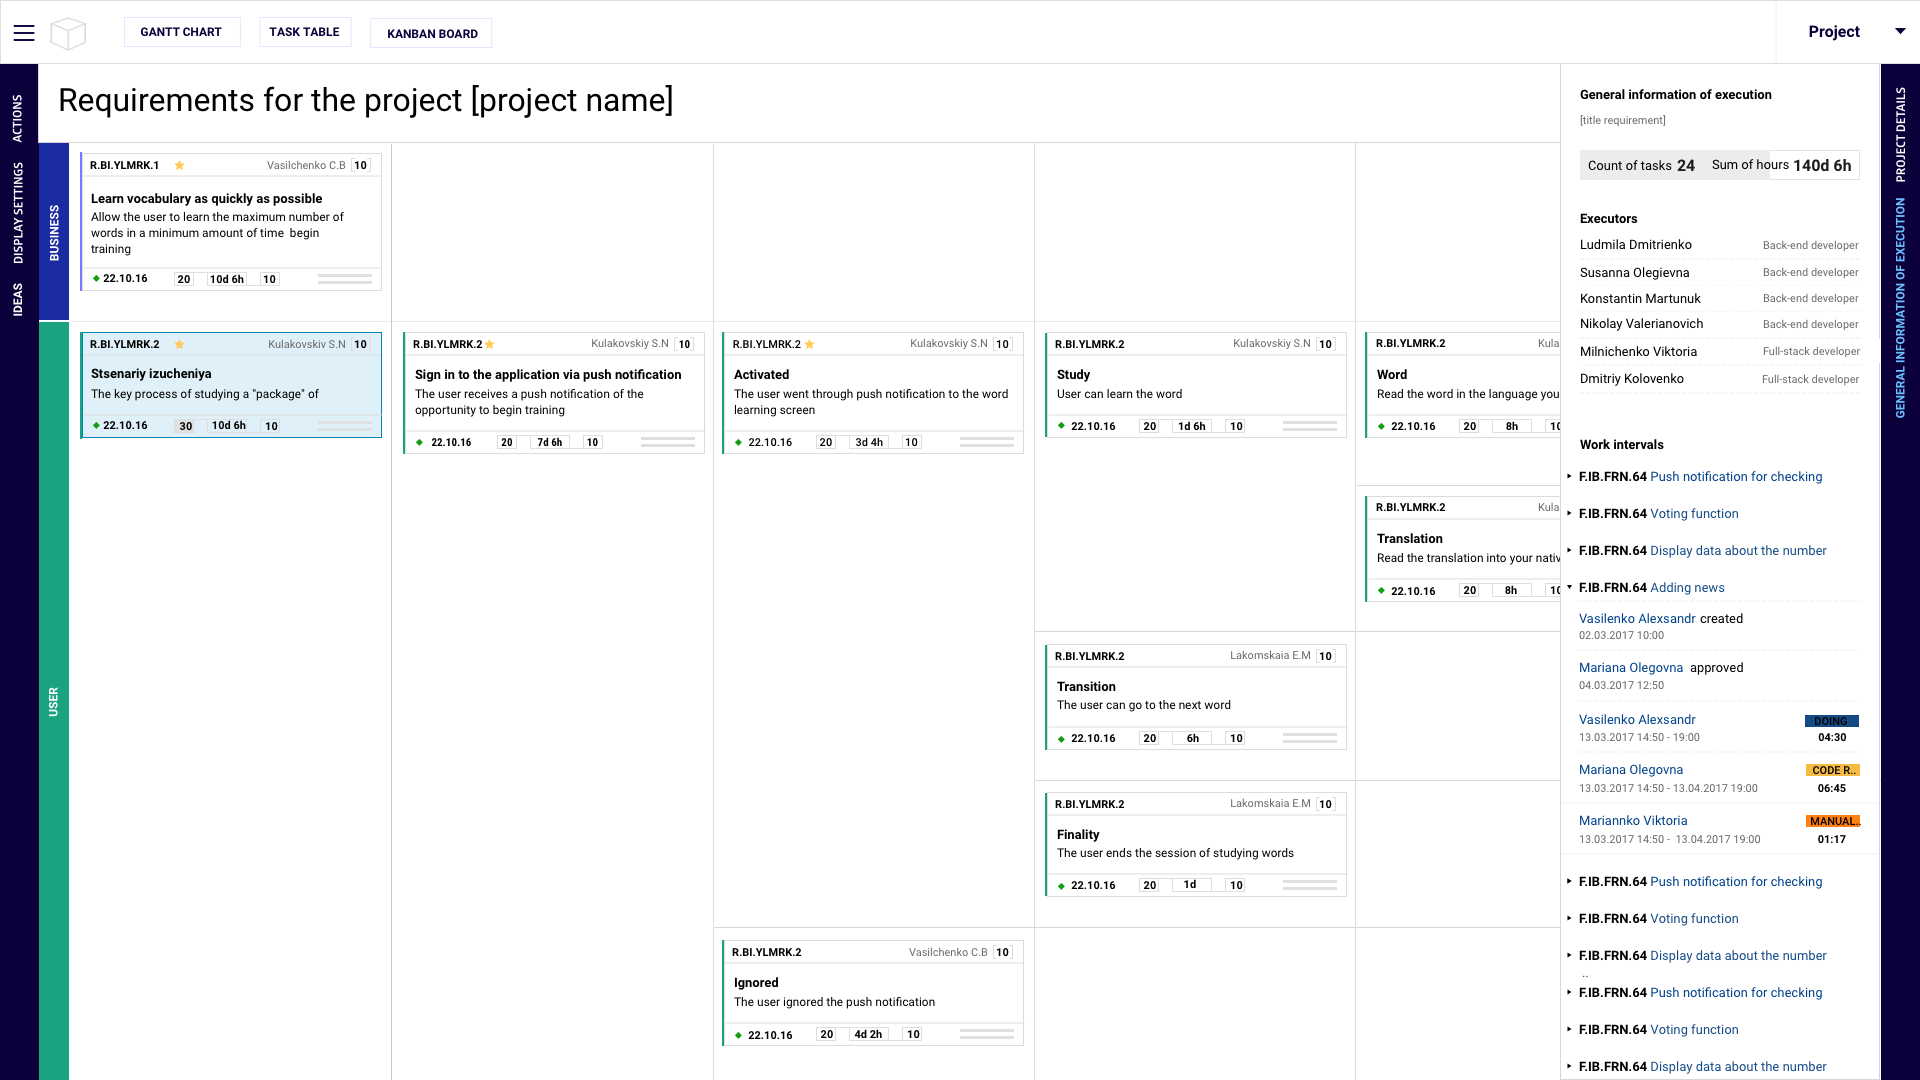 GANTT CHART
TASK TABLE
KANBAN BOARD
Project
ACTIONS
DISPLAY SETTINGS
IDEAS
Requirements for the project [project name]
BUSINESS
R.BI.YLMRK.1
Vasilchenko C.B 10
Learn vocabulary as quickly as possible
Allow the user to learn the maximum number of
words in a minimum amount of time begin
training
22.10.16 20 10d 6h 10
USER
R.BI.YLMRK.2
Kulakovskiv S.N 10
Stsenariy izucheniya
The key process of studying a "package" of
22.10.16 30 10d 6h 10
R.BI.YLMRK.2
Kulakovskiy S.N 10
Sign in to the application via push notification
The user receives a push notification of the
opportunity to begin training
22.10.16 20 7d 6h 10
R.BI.YLMRK.2
Kulakovskiy S.N 10
Activated
The user went through push notification to the word
learning screen
22.10.16 20 3d 4h 10
R.BI.YLMRK.2
Kulakovskiy S.N 10
Study
User can learn the word
22.10.16 20 1d 6h 10
R.BI.YLMRK.2
Kula
Word
Read the word in the language you
22.10.16 20 8h 10
R.BI.YLMRK.2
Kula
Translation
Read the translation into your nativ
22.10.16 20 8h 10
R.BI.YLMRK.2
Lakomskaia E.M 10
Transition
The user can go to the next word
22.10.16 20 6h 10
R.BI.YLMRK.2
Lakomskaia E.M 10
Finality
The user ends the session of studying words
22.10.16 20 1d 10
R.BI.YLMRK.2
Vasilchenko C.B 10
Ignored
The user ignored the push notification
22.10.16 20 4d 2h 10
General information of execution
[title requirement]
Count of tasks 24 Sum of hours 140d 6h
Executors
Ludmila Dmitrienko Back-end developer
Susanna Olegievna Back-end developer
Konstantin Martunuk Back-end developer
Nikolay Valerianovich Back-end developer
Milnichenko Viktoria Full-stack developer
Dmitriy Kolovenko Full-stack developer
Work intervals
F.IB.FRN.64 Push notification for checking
F.IB.FRN.64 Voting function
F.IB.FRN.64 Display data about the number
F.IB.FRN.64 Adding news
Vasilenko Alexsandr created
02.03.2017 10:00
Mariana Olegovna approved
04.03.2017 12:50
Vasilenko Alexsandr DOING
13.03.2017 14:50 - 19:00 04:30
Mariana Olegovna CODE R..
13.03.2017 14:50 - 13.04.2017 19:00 06:45
Mariannko Viktoria MANUAL..
13.03.2017 14:50 - 13.04.2017 19:00 01:17
F.IB.FRN.64 Push notification for checking
F.IB.FRN.64 Voting function
F.IB.FRN.64 Display data about the number
..
F.IB.FRN.64 Push notification for checking
F.IB.FRN.64 Voting function
F.IB.FRN.64 Display data about the number
PROJECT DETAILS
GENERAL INFORMATION OF EXECUTION